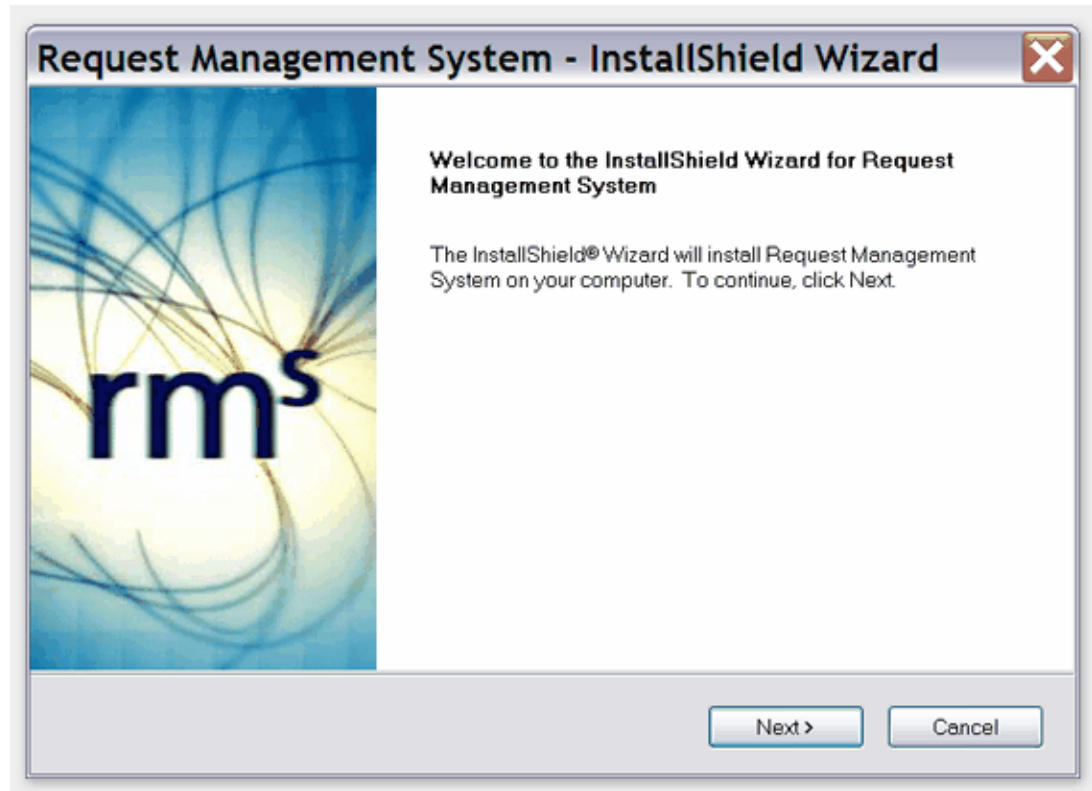 Request Management System - InstallShield Wizard
Welcome to the InstallShield Wizard for Request
Management System
The InstallShield® Wizard will install Request Management
System on your computer. To continue, click Next.
rmˢ
Next >
Cancel